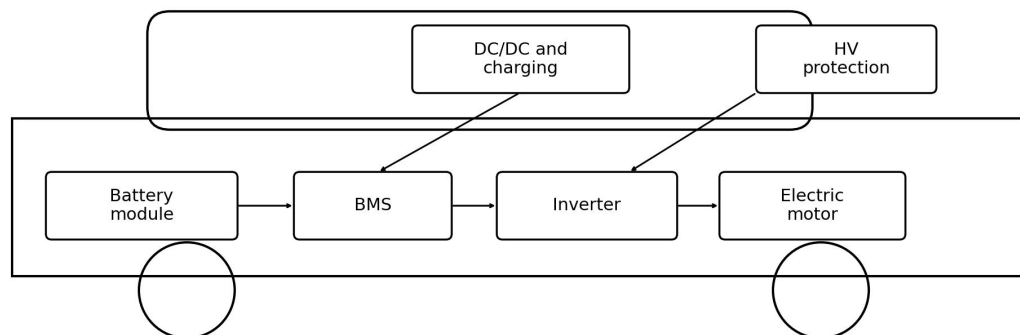 DC/DC and
charging
HV
protection
Battery
module
BMS
Inverter
Electric
motor